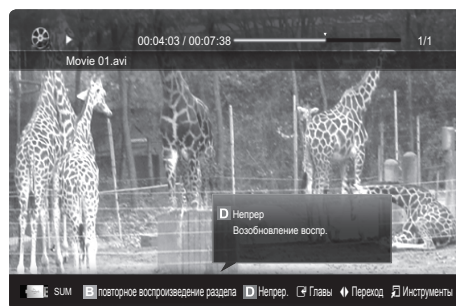 00:04:03 / 00:07:38 1/1
Movie 01.avi
D Непрер
Возобновление воспр.
SUM B повторное воспроизведение раздела D Непрер. Главы Переход Инструменты